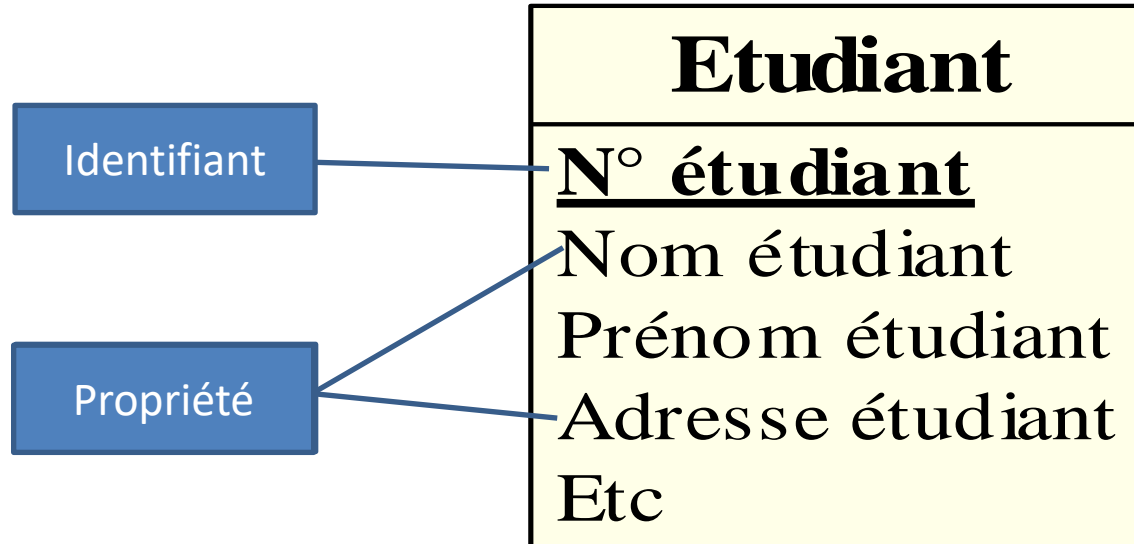 Identifiant
Propriété
Etudiant
N° étudiant
Nom étudiant
Prénom étudiant
Adresse étudiant
Etc